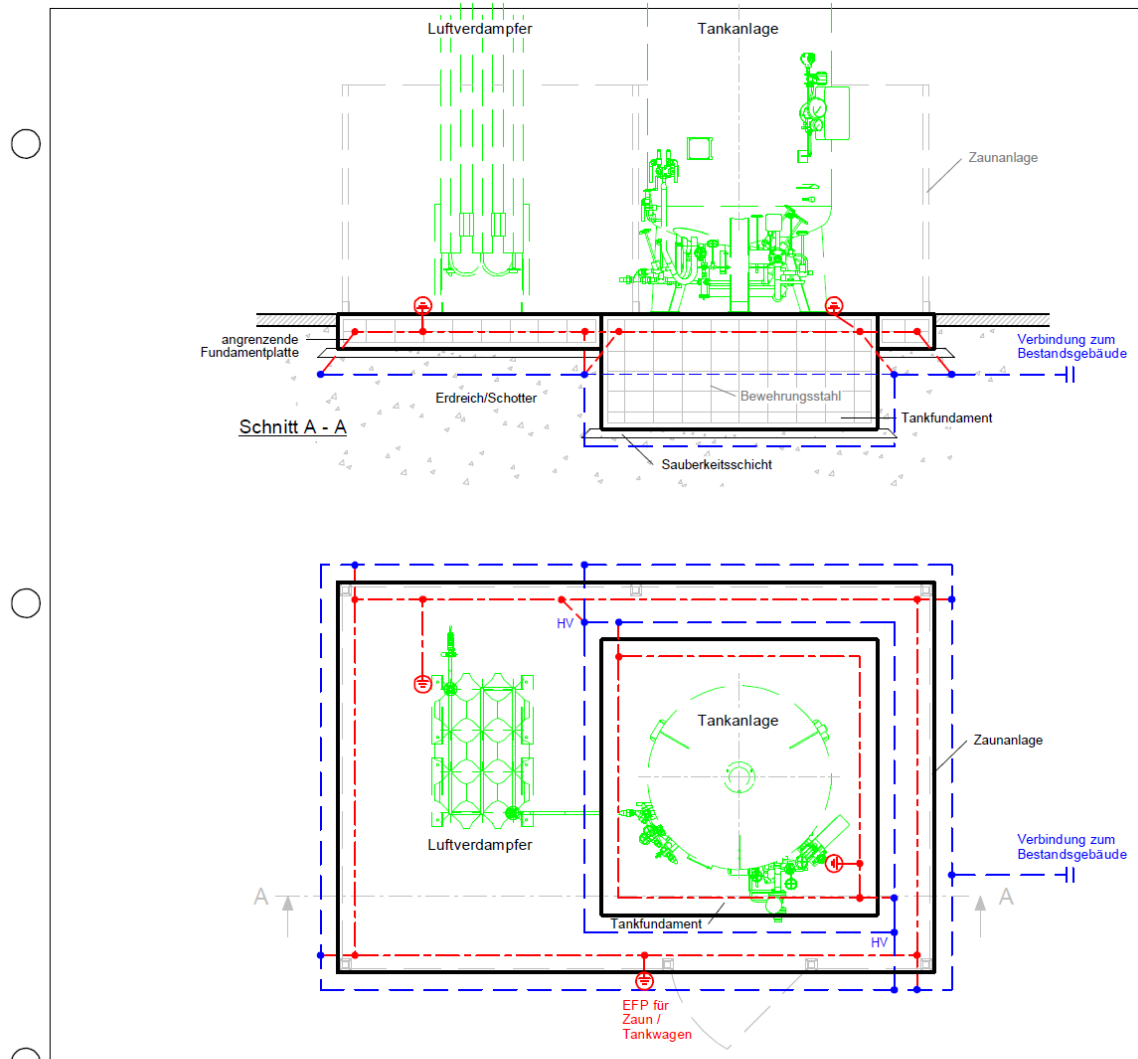 Luftverdampfer
Tankanlage
Zaunanlage
angrenzende
Fundamentplatte
Verbindung zum
Bestandsgebäude
Erdreich/Schotter
Bewehrungsstahl
Tankfundament
Schnitt A - A
Sauberkeitsschicht
HV
Tankanlage
Zaunanlage
Luftverdampfer
Verbindung zum
Bestandsgebäude
A
A
Tankfundament
HV
EFP für
Zaun /
Tankwagen